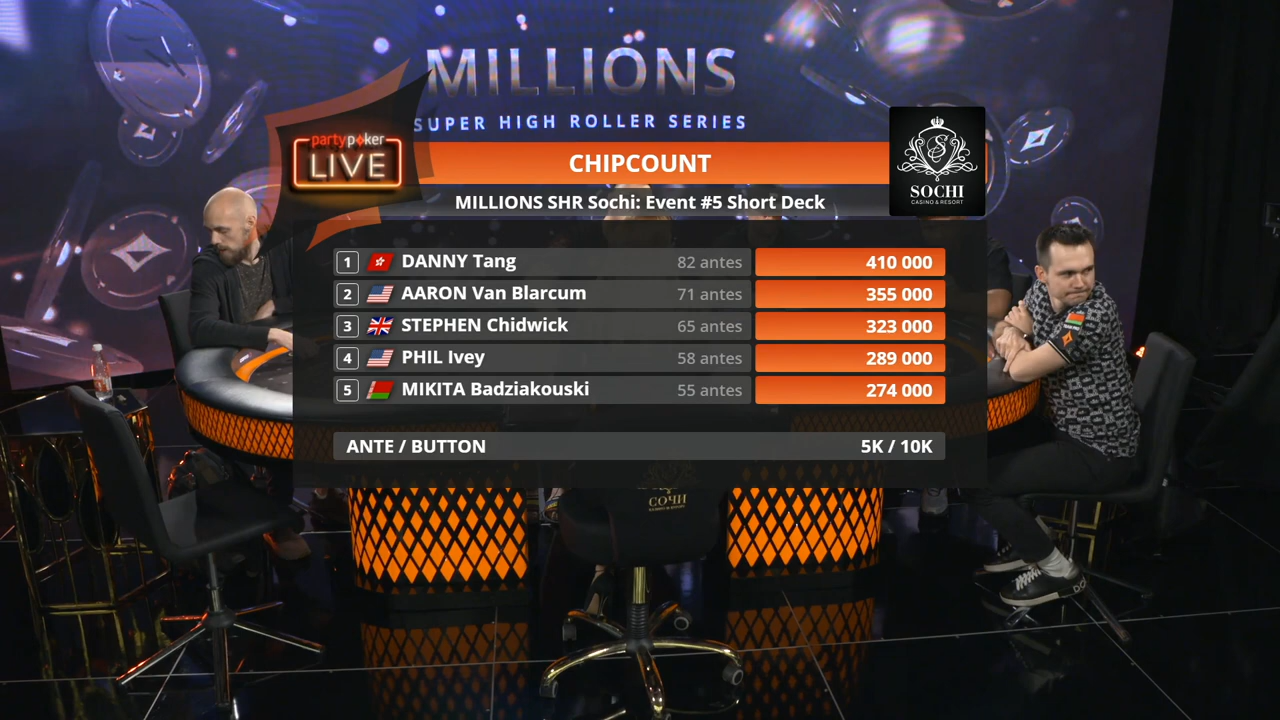 MILLIONS
SUPER HIGH ROLLER SERIES
partypoker
LIVE
CHIPCOUNT
SOCHI
CASINO & RESORT
MILLIONS SHR Sochi: Event #5 Short Deck
1 DANNY Tang 82 antes 410 000
2 AARON Van Blarcum 71 antes 355 000
3 STEPHEN Chidwick 65 antes 323 000
4 PHIL Ivey 58 antes 289 000
5 MIKITA Badziakouski 55 antes 274 000
ANTE / BUTTON 5K / 10K
СОЧИ